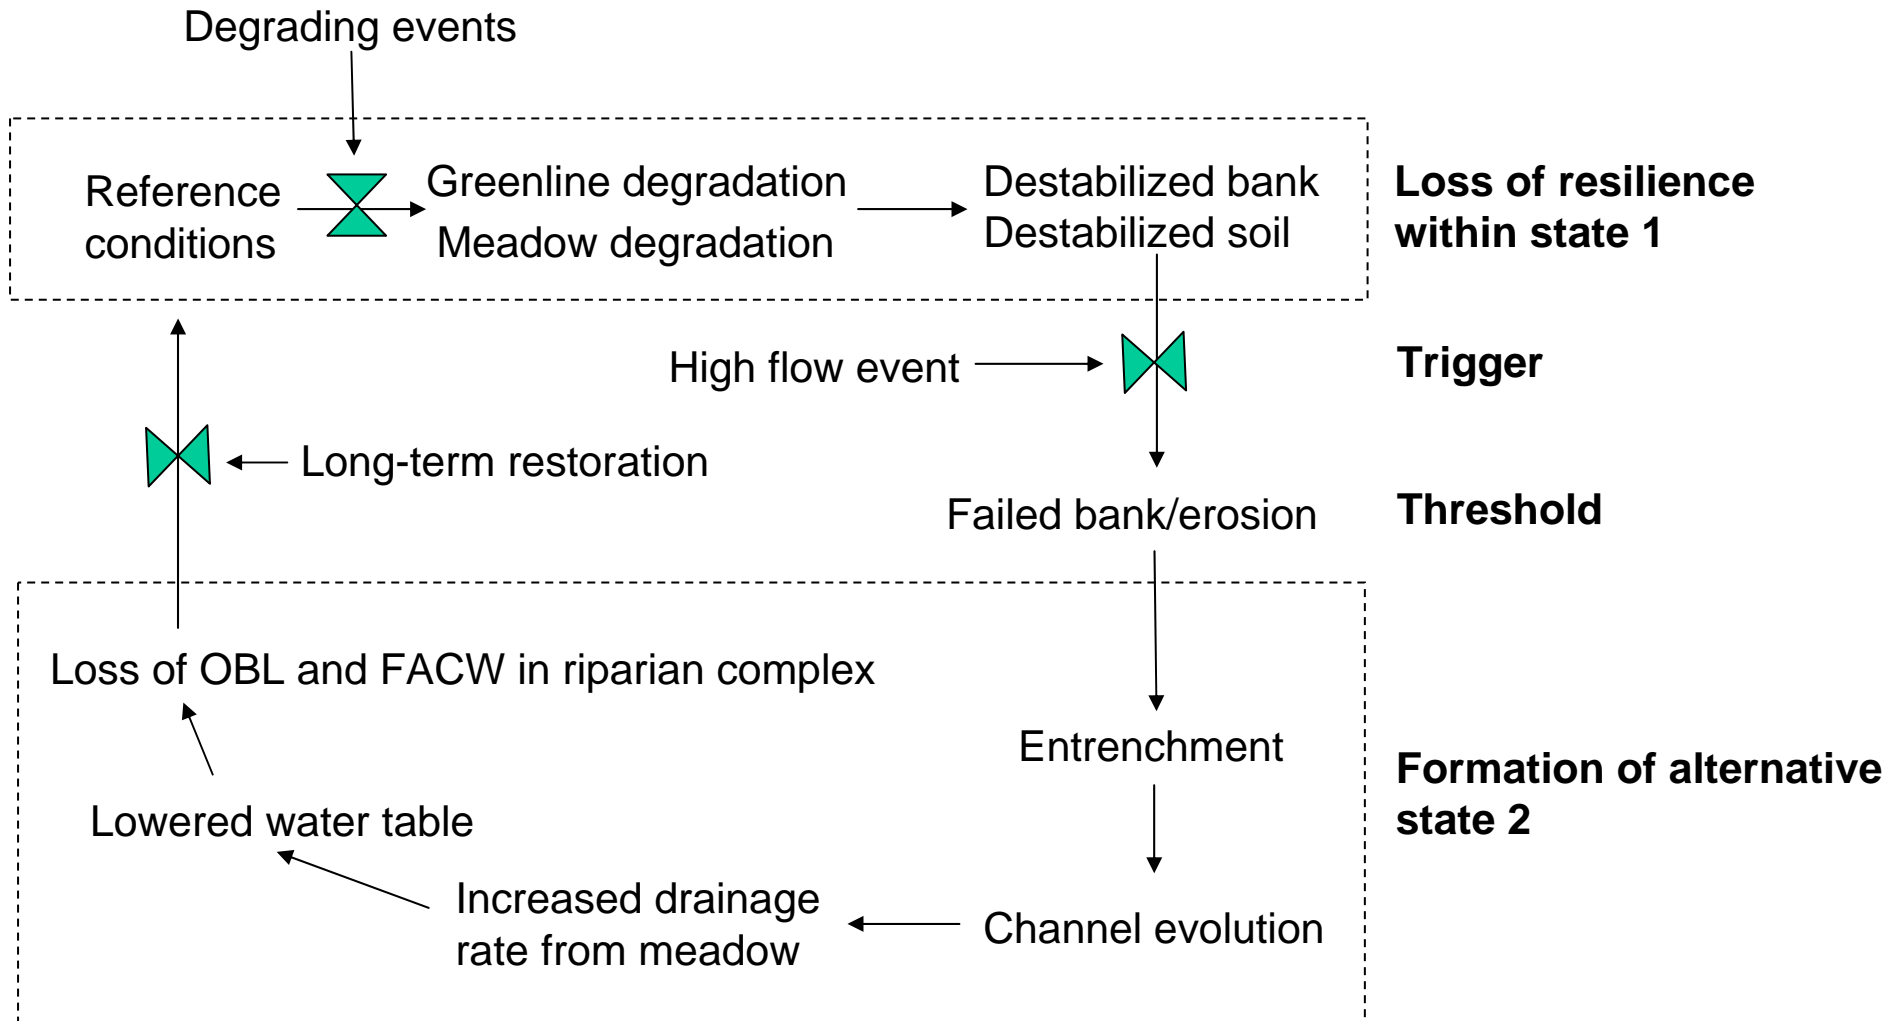 Degrading events
Reference
conditions
Greenline degradation
Meadow degradation
Destabilized bank
Destabilized soil
Loss of resilience
within state 1
High flow event
Trigger
Long-term restoration
Failed bank/erosion
Threshold
Loss of OBL and FACW in riparian complex
Entrenchment
Formation of alternative
state 2
Lowered water table
Increased drainage
rate from meadow
Channel evolution